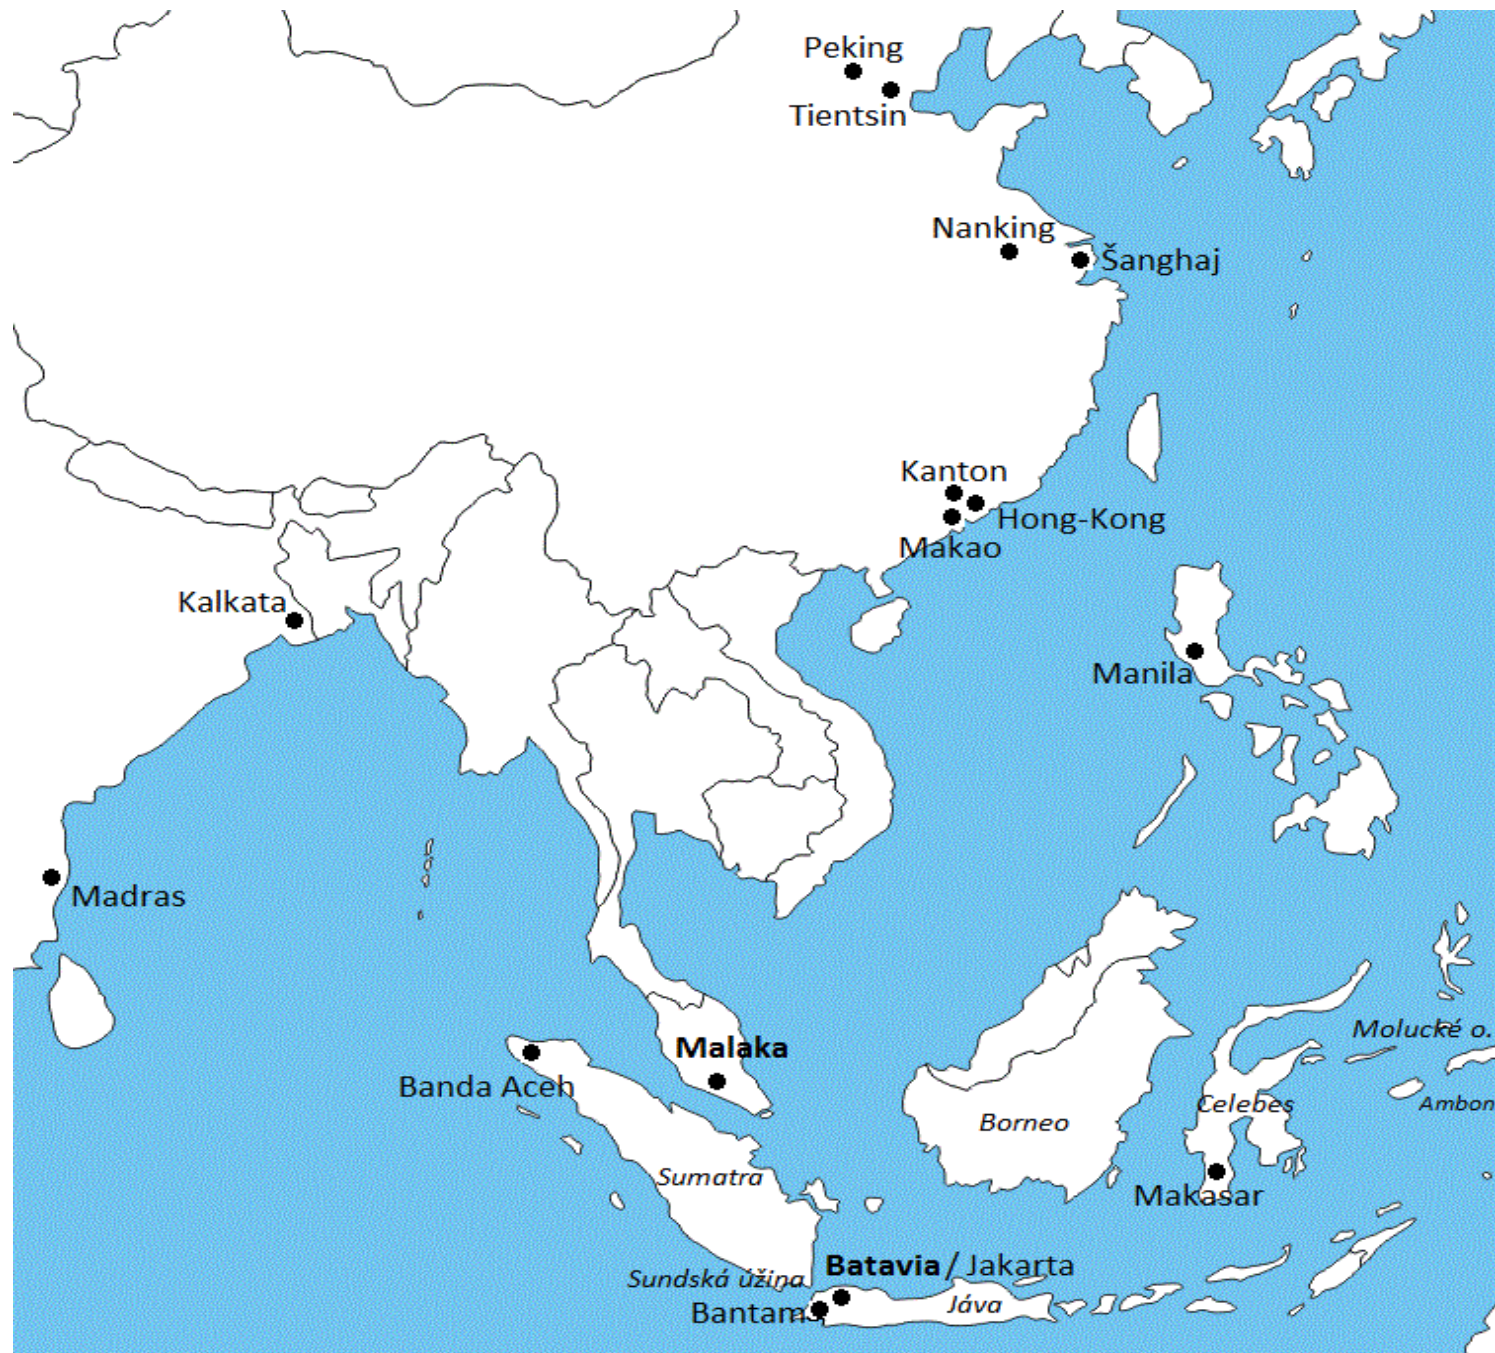 Peking
Tientsin
Nanking
Šanghaj
Kanton
Hong-Kong
Makao
Kalkata
Manila
Madras
Molucké o.
Malaka
Banda Aceh
Celebes
Ambon
Borneo
Sumatra
Makasar
Batavia / Jakarta
Sundská úžina
Jáva
Bantam